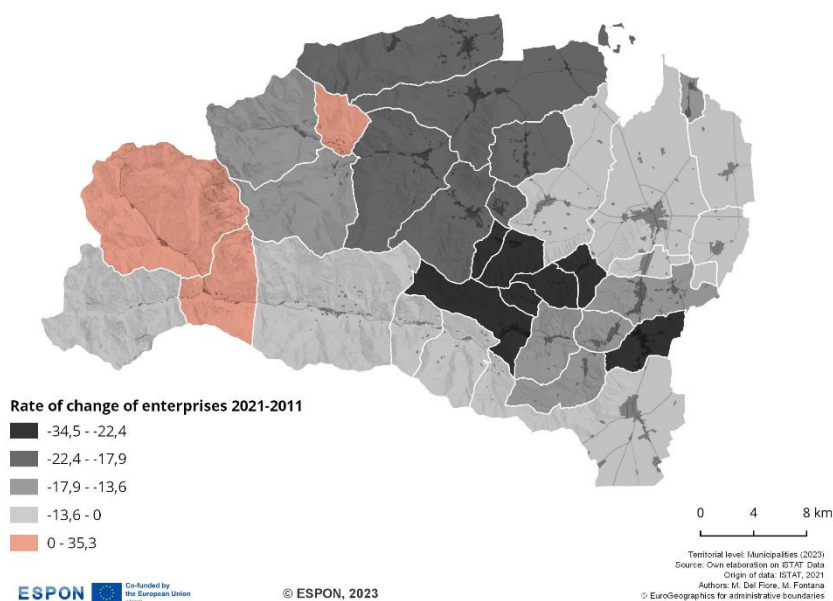 Rate of change of enterprises 2021-2011
-34,5 - -22,4
-22,4 - -17,9
-17,9 - -13,6
-13,6 - 0
0 - 35,3
0 4 8 km
Territorial level: Municipalities (2023)
Source: Own elaboration on ISTAT Data
Origin of data: ISTAT, 2021
Authors: M. Del Fiore, M. Fontana
© EuroGeographics for administrative boundaries
ESPON
Co-funded by
the European Union
© ESPON, 2023